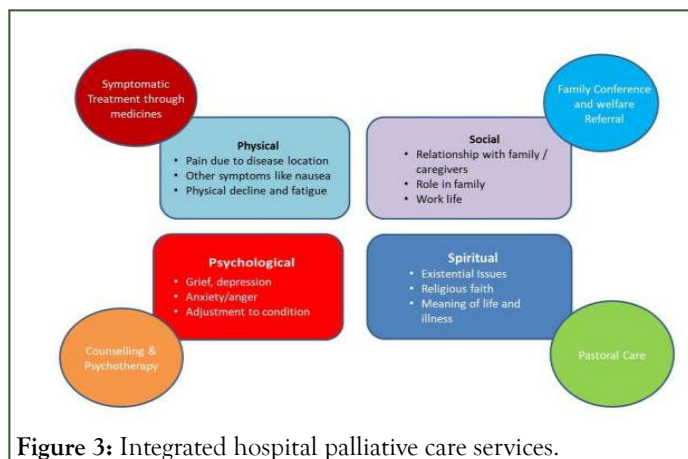 Symptomatic
Treatment through
medicines
Family Conference
and welfare
Referral
Physical
• Pain due to disease location
• Other symptoms like nausea
• Physical decline and fatigue
Social
• Relationship with family /
caregivers
• Role in family
• Work life
Psychological
• Grief, depression
• Anxiety/anger
• Adjustment to condition
Spiritual
• Existential Issues
• Religious faith
• Meaning of life and
illness
Counselling &
Psychotherapy
Pastoral Care
Figure 3: Integrated hospital palliative care services.